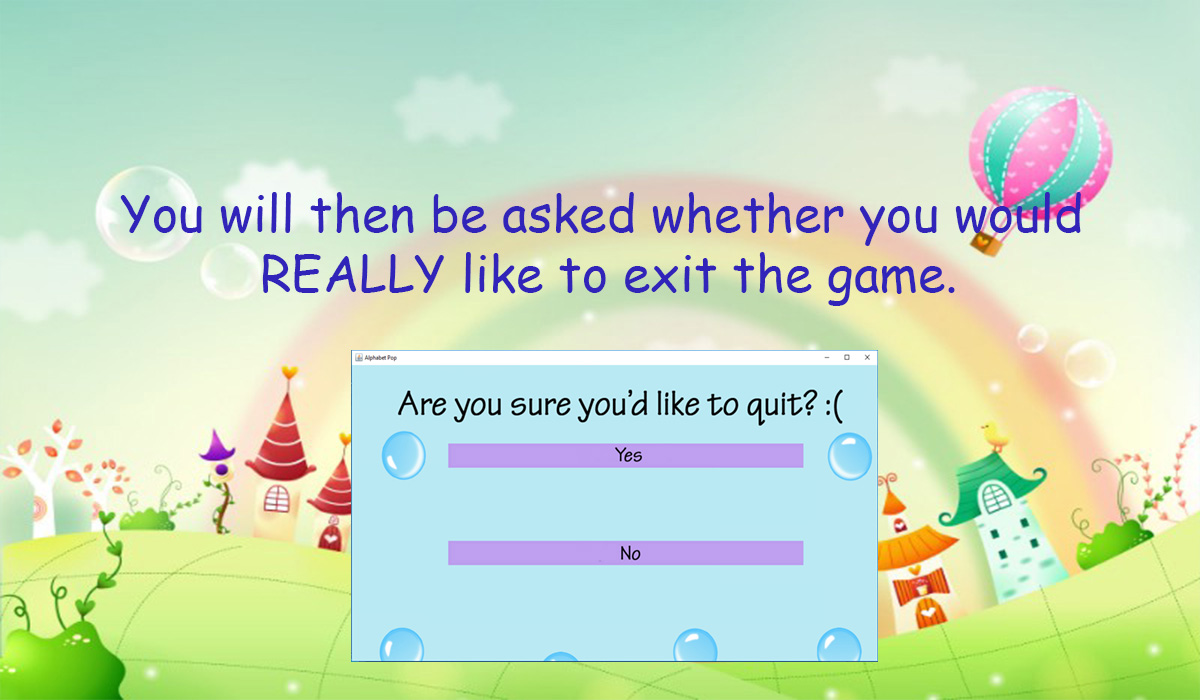 You will then be asked whether you would
REALLY like to exit the game.
Alphabet Pop
Are you sure you'd like to quit? :(
Yes
No